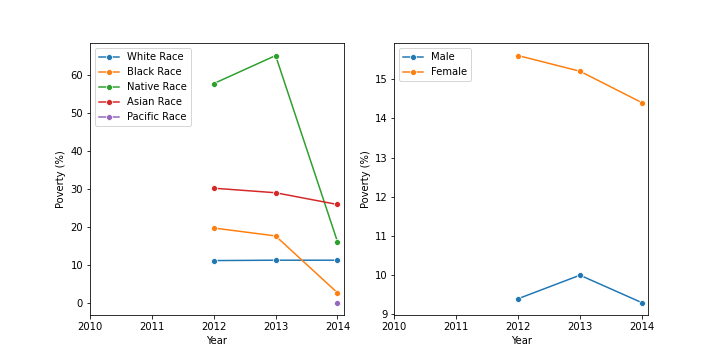 White Race
Black Race
Native Race
Asian Race
Pacific Race
Poverty (%)
60
50
40
30
20
10
0
2010 2011 2012 2013 2014
Year
Male
Female
Poverty (%)
15
14
13
12
11
10
9
2010 2011 2012 2013 2014
Year